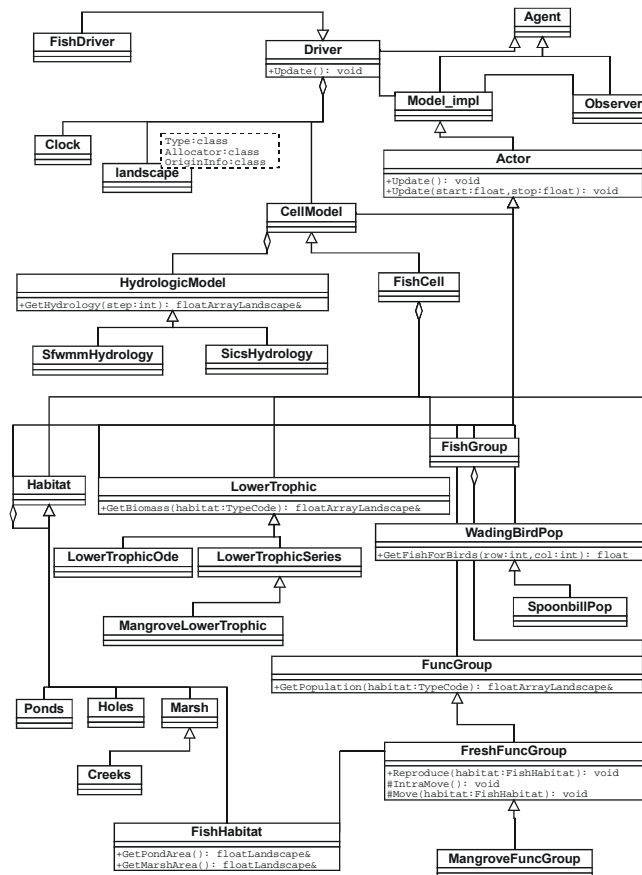 Agent
FishDriver
Driver
+Update(): void
Model_impl
Observer
Clock
landscape
Type:class
Allocator:class
OriginInfo:class
Actor
+Update(): void
+Update(start:float,stop:float): void
CellModel
HydrologicModel
+GetHydrology(step:int): floatArrayLandscape&
FishCell
SfwmmHydrology
SicsHydrology
FishGroup
Habitat
LowerTrophic
+GetBiomass(habitat:TypeCode): floatArrayLandscape&
WadingBirdPop
+GetFishForBirds(row:int,col:int): float
LowerTrophicOde
LowerTrophicSeries
SpoonbillPop
MangroveLowerTrophic
FuncGroup
+GetPopulation(habitat:TypeCode): floatArrayLandscape&
Ponds
Holes
Marsh
FreshFuncGroup
+Reproduce(habitat:FishHabitat): void
#IntraMove(): void
#Move(habitat:FishHabitat): void
Creeks
FishHabitat
+GetPondArea(): floatLandscape&
+GetMarshArea(): floatLandscape&
MangroveFuncGroup